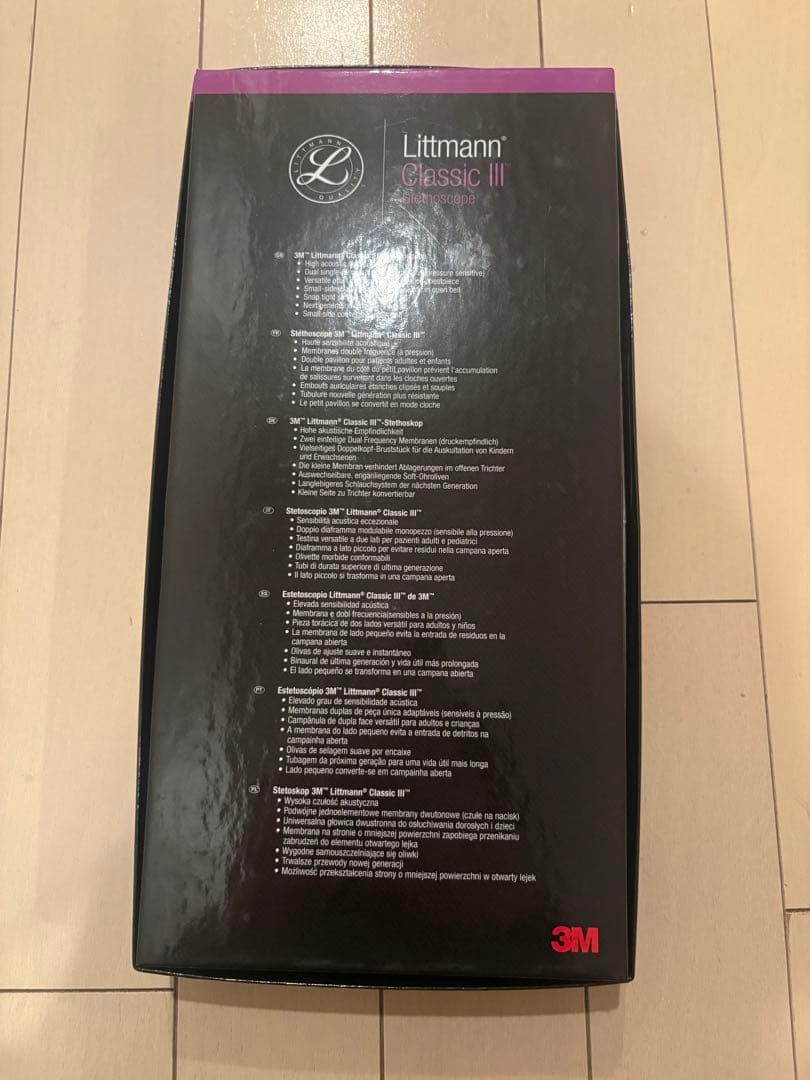 LITTMANN QUALITY
L
Littmann®
Classic III™
Stethoscope
GB 3M™ Littmann®
• High acoustic
• Dual single pressure sensitive)
• Versatile chestpiece
• Small-side in open bell
• Snap tight
• Next generation
• Small side
FR Stéthoscope 3M™ Littmann® Classic III™
• Haute sensibilité acoustique
• Membranes double fréquence (à pression)
• Double pavillon pour patients adultes et enfants
• La membrane du côté du petit pavillon prévient l'accumulation
de salissures survenant dans les cloches ouvertes
• Embouts auriculaires étanches clipsés et souples
• Tubulure nouvelle génération plus résistante
• Le petit pavillon se convertit en mode cloche
3M™ Littmann® Classic III™-Stethoskop
• Hohe akustische Empfindlichkeit
• Zwei einteilige Dual Frequency Membranen (druckempfindlich)
• Vielseitiges Doppelkopf-Bruststück für die Auskultation von Kindern
und Erwachsenen
• Die kleine Membran verhindert Ablagerungen im offenen Trichter
• Auswechselbare, enganliegende Soft-Ohroliven
• Langlebigeres Schlauchsystem der nächsten Generation
• Kleine Seite zu Trichter konvertierbar
IT Stetoscopio 3M™ Littmann® Classic III™
• Sensibilità acustica eccezionale
• Doppio diaframma modulabile monopezzo (sensibile alla pressione)
• Testina versatile a due lati per pazienti adulti e pediatrici
• Diaframma a lato piccolo per evitare residui nella campana aperta
• Olivette morbide conformabili
• Tubi di durata superiore di ultima generazione
• Il lato piccolo si trasforma in una campana aperta
ES Estetoscopio Littmann® Classic III™ de 3M™
• Elevada sensibilidad acústica
• Membrana e dobl frecuencia(sensibles a la presión)
• Pieza torácica de dos lados versátil para adultos y niños
• La membrana de lado pequeño evita la entrada de residuos en la
campana abierta
• Olivas de ajuste suave e instantáneo
• Binaural de última generación y vida útil más prolongada
• El lado pequeño se transforma en una campana abierta
PT Estetoscópio 3M™ Littmann® Classic III™
• Elevado grau de sensibilidade acústica
• Membranas duplas de peça única adaptáveis (sensíveis à pressão)
• Campânula de dupla face versátil para adultos e crianças
• A membrana do lado pequeno evita a entrada de detritos na
campainha aberta
• Olivas de selagem suave por encaixe
• Tubagem da próxima geração para uma vida útil mais longa
• Lado pequeno converte-se em campainha aberta
PL Stetoskop 3M™ Littmann® Classic III™
• Wysoka czułość akustyczna
• Podwójne jednoelementowe membrany dwutonowe (czułe na nacisk)
• Uniwersalna głowica dwustronna do osłuchiwania dorosłych i dzieci
• Membrana na stronie o mniejszej powierzchni zapobiega przenikaniu
zabrudzeń do elementu otwartego lejka
• Wygodne samouszczelniające się oliwki
• Trwalsze przewody nowej generacji
• Możliwość przekształcenia strony o mniejszej powierzchni w otwarty lejek
3M